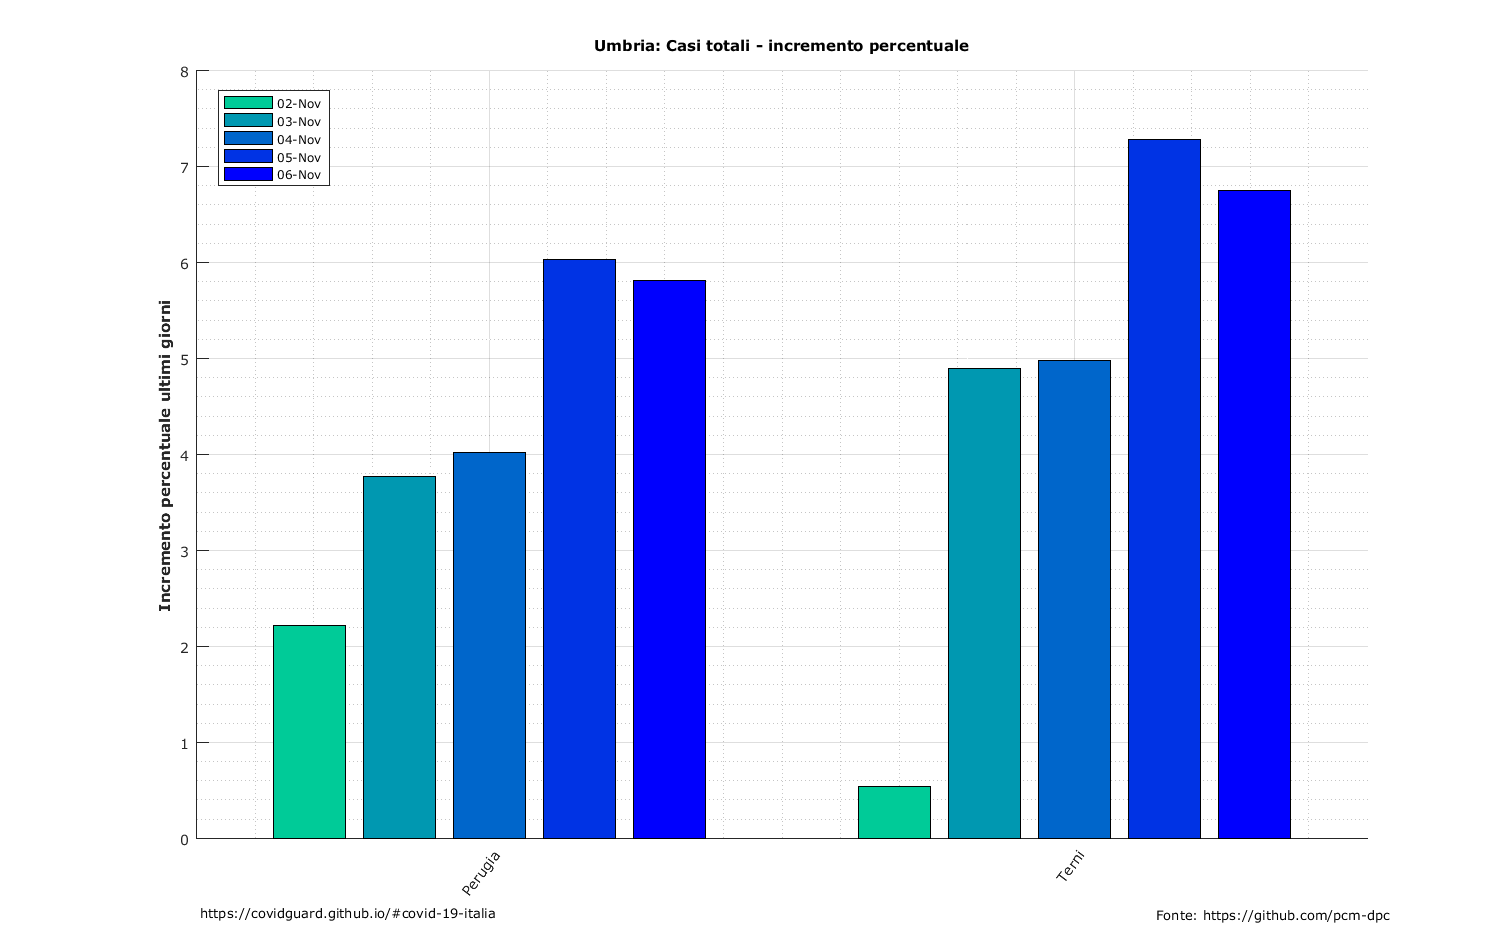 Umbria: Casi totali - incremento percentuale
8
7
6
5
4
3
2
1
0
02-Nov
03-Nov
04-Nov
05-Nov
06-Nov
Incremento percentuale ultimi giorni
Perugia
Terni
https://covidguard.github.io/#covid-19-italia
Fonte: https://github.com/pcm-dpc